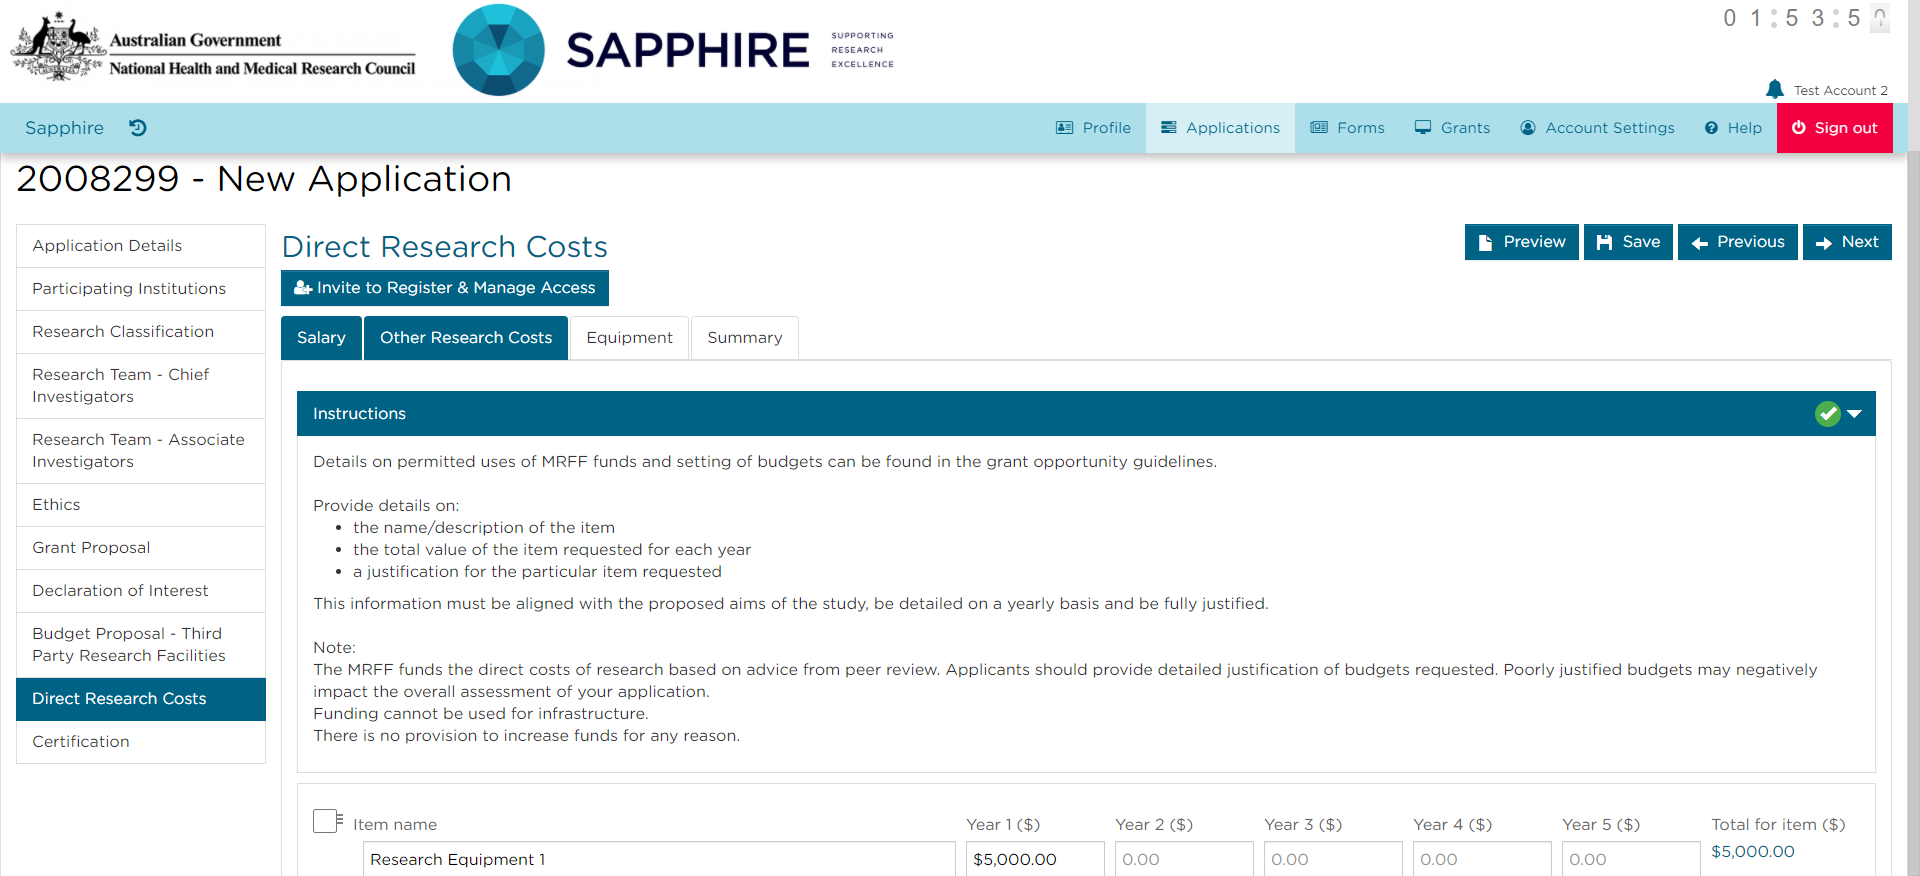 Australian Government
National Health and Medical Research Council
SAPPHIRE
SUPPORTING
RESEARCH
EXCELLENCE
01:53:5
Test Account 2
Sapphire
Profile
Applications
Forms
Grants
Account Settings
Help
Sign out
2008299 - New Application
Application Details
Participating Institutions
Research Classification
Research Team - Chief
Investigators
Research Team - Associate
Investigators
Ethics
Grant Proposal
Declaration of Interest
Budget Proposal - Third
Party Research Facilities
Direct Research Costs
Certification
Direct Research Costs
Preview
Save
Previous
Next
Invite to Register & Manage Access
Salary
Other Research Costs
Equipment
Summary
Instructions
Details on permitted uses of MRFF funds and setting of budgets can be found in the grant opportunity guidelines.
Provide details on:
• the name/description of the item
• the total value of the item requested for each year
• a justification for the particular item requested
This information must be aligned with the proposed aims of the study, be detailed on a yearly basis and be fully justified.
Note:
The MRFF funds the direct costs of research based on advice from peer review. Applicants should provide detailed justification of budgets requested. Poorly justified budgets may negatively
impact the overall assessment of your application.
Funding cannot be used for infrastructure.
There is no provision to increase funds for any reason.
Item name
Year 1 ($)
Year 2 ($)
Year 3 ($)
Year 4 ($)
Year 5 ($)
Total for item ($)
Research Equipment 1
$5,000.00
0.00
0.00
0.00
0.00
$5,000.00